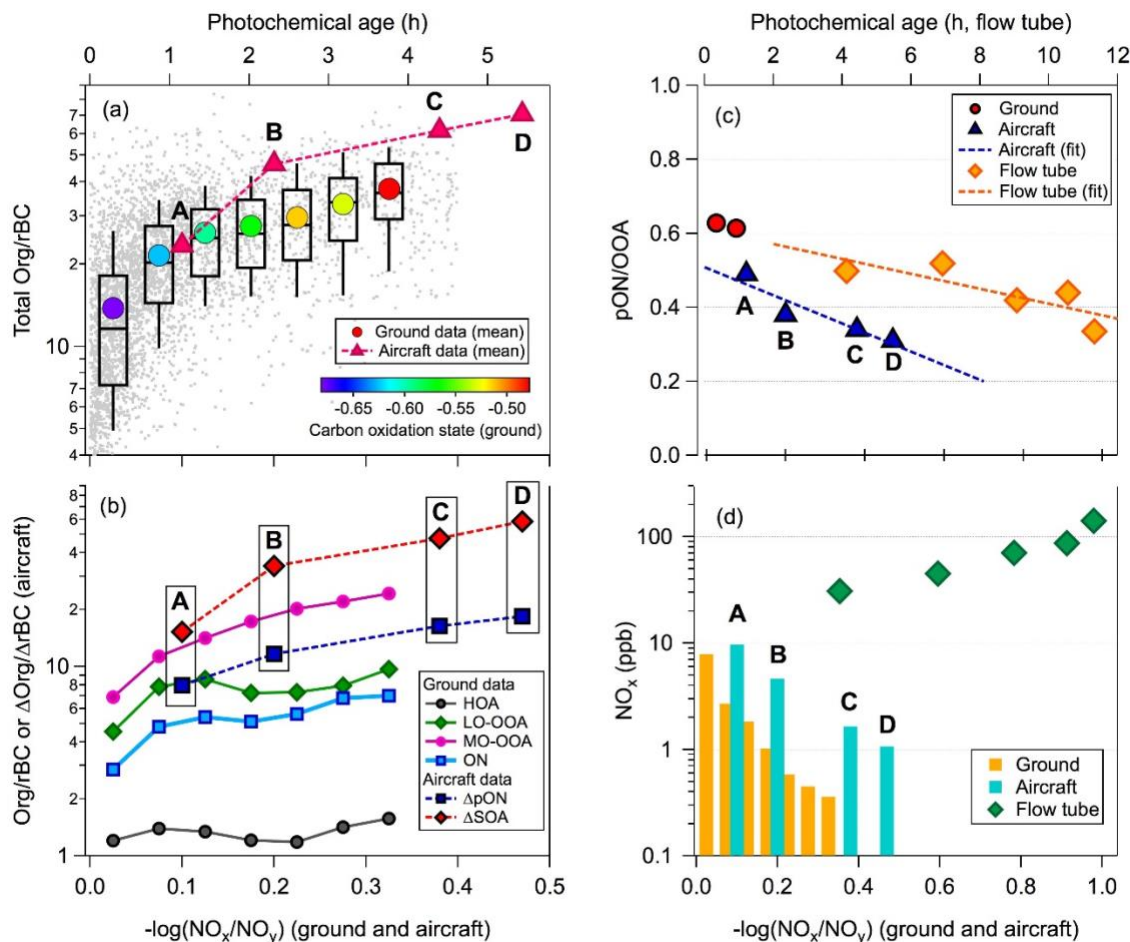 Photochemical age (h)
0 1 2 3 4 5
(a)
Total Org/rBC
7
6
5
4
3
2
10
7
6
5
4
A
B
C
D
Ground data (mean)
Aircraft data (mean)
-0.65 -0.60 -0.55 -0.50
Carbon oxidation state (ground)
(b)
Org/rBC or ΔOrg/ΔrBC (aircraft)
8
6
4
2
10
8
6
4
2
1
A
B
C
D
Ground data
HOA
LO-OOA
MO-OOA
ON
Aircraft data
ΔpON
ΔSOA
0.0 0.1 0.2 0.3 0.4 0.5
-log(NOx/NOy) (ground and aircraft)
Photochemical age (h, flow tube)
0 2 4 6 8 10 12
(c)
pON/OOA
1.0
0.8
0.6
0.4
0.2
0.0
Ground
Aircraft
Aircraft (fit)
Flow tube
Flow tube (fit)
A
B
C
D
(d)
NOx (ppb)
100
10
1
0.1
A
B
C
D
Ground
Aircraft
Flow tube
0.0 0.2 0.4 0.6 0.8 1.0
-log(NOx/NOy) (ground and aircraft)